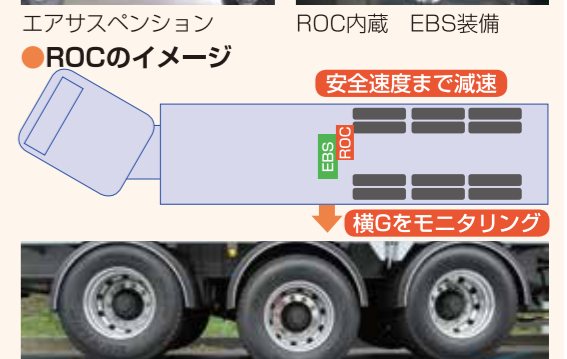 エアサスペンション
ROC内蔵 EBS装備
●ROCのイメージ
安全速度まで減速
ROC
EBS
横Gをモニタリング